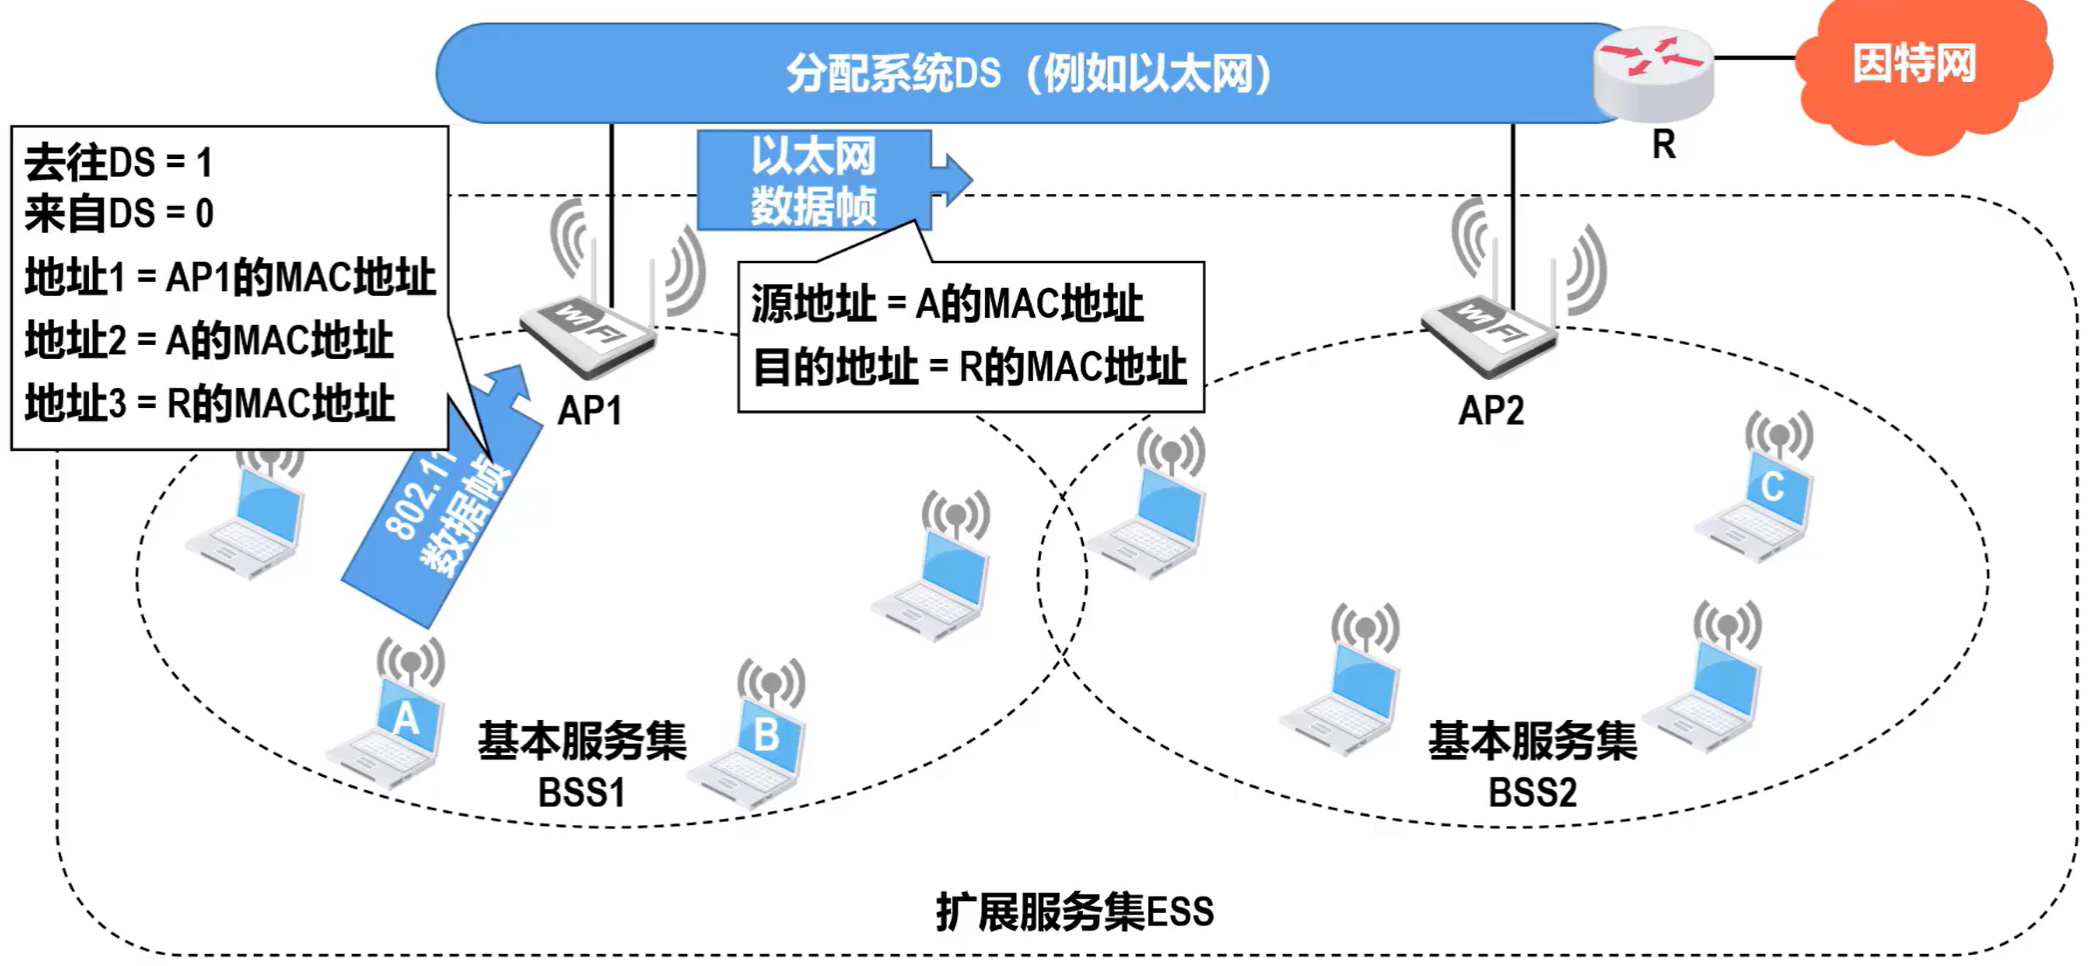 分配系统DS（例如以太网）
因特网
R
去往DS = 1
来自DS = 0
地址1 = AP1的MAC地址
地址2 = A的MAC地址
地址3 = R的MAC地址
以太网
数据帧
源地址 = A的MAC地址
目的地址 = R的MAC地址
WiFi
AP1
WiFi
AP2
802.11
数据帧
C
A
B
基本服务集
BSS1
基本服务集
BSS2
扩展服务集ESS